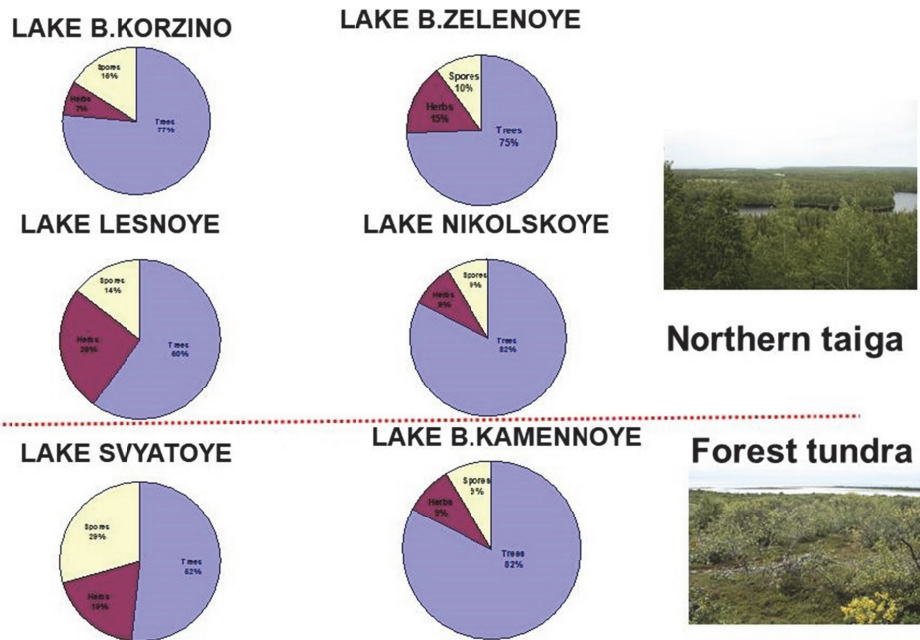 LAKE B.KORZINO
Spores
16%
Herbs
7%
Trees
77%
LAKE B.ZELENOYE
Spores
10%
Herbs
15%
Trees
75%
LAKE LESNOYE
Spores
14%
Herbs
Trees
60%
LAKE NIKOLSKOYE
Spores
9%
Herbs
9%
Trees
82%
Northern taiga
LAKE SVYATOYE
Spores
29%
Herbs
19%
Trees
52%
LAKE B.KAMENNOYE
Spores
9%
Herbs
9%
Trees
82%
Forest tundra